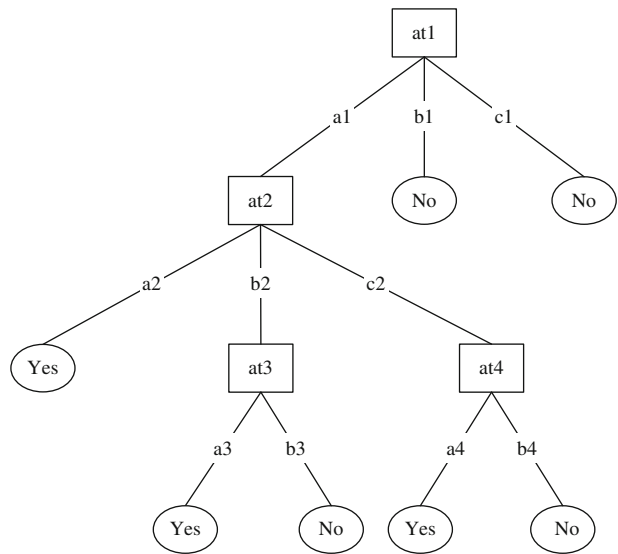 at1
a1
b1
c1
at2
No
No
a2
b2
c2
Yes
at3
at4
a3
b3
a4
b4
Yes
No
Yes
No